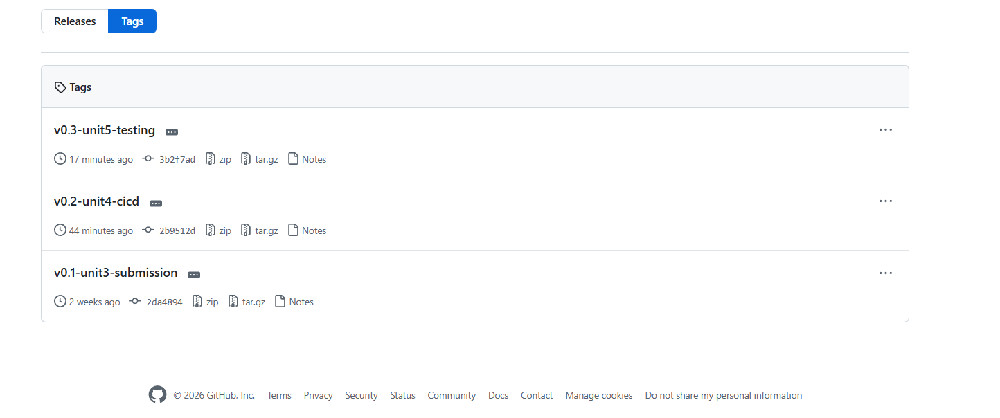 Releases Tags
Tags
v0.3-unit5-testing
17 minutes ago 3b2f7ad zip tar.gz Notes
v0.2-unit4-cicd
44 minutes ago 2b9512d zip tar.gz Notes
v0.1-unit3-submission
2 weeks ago 2da4894 zip tar.gz Notes
© 2026 GitHub, Inc. Terms Privacy Security Status Community Docs Contact Manage cookies Do not share my personal information